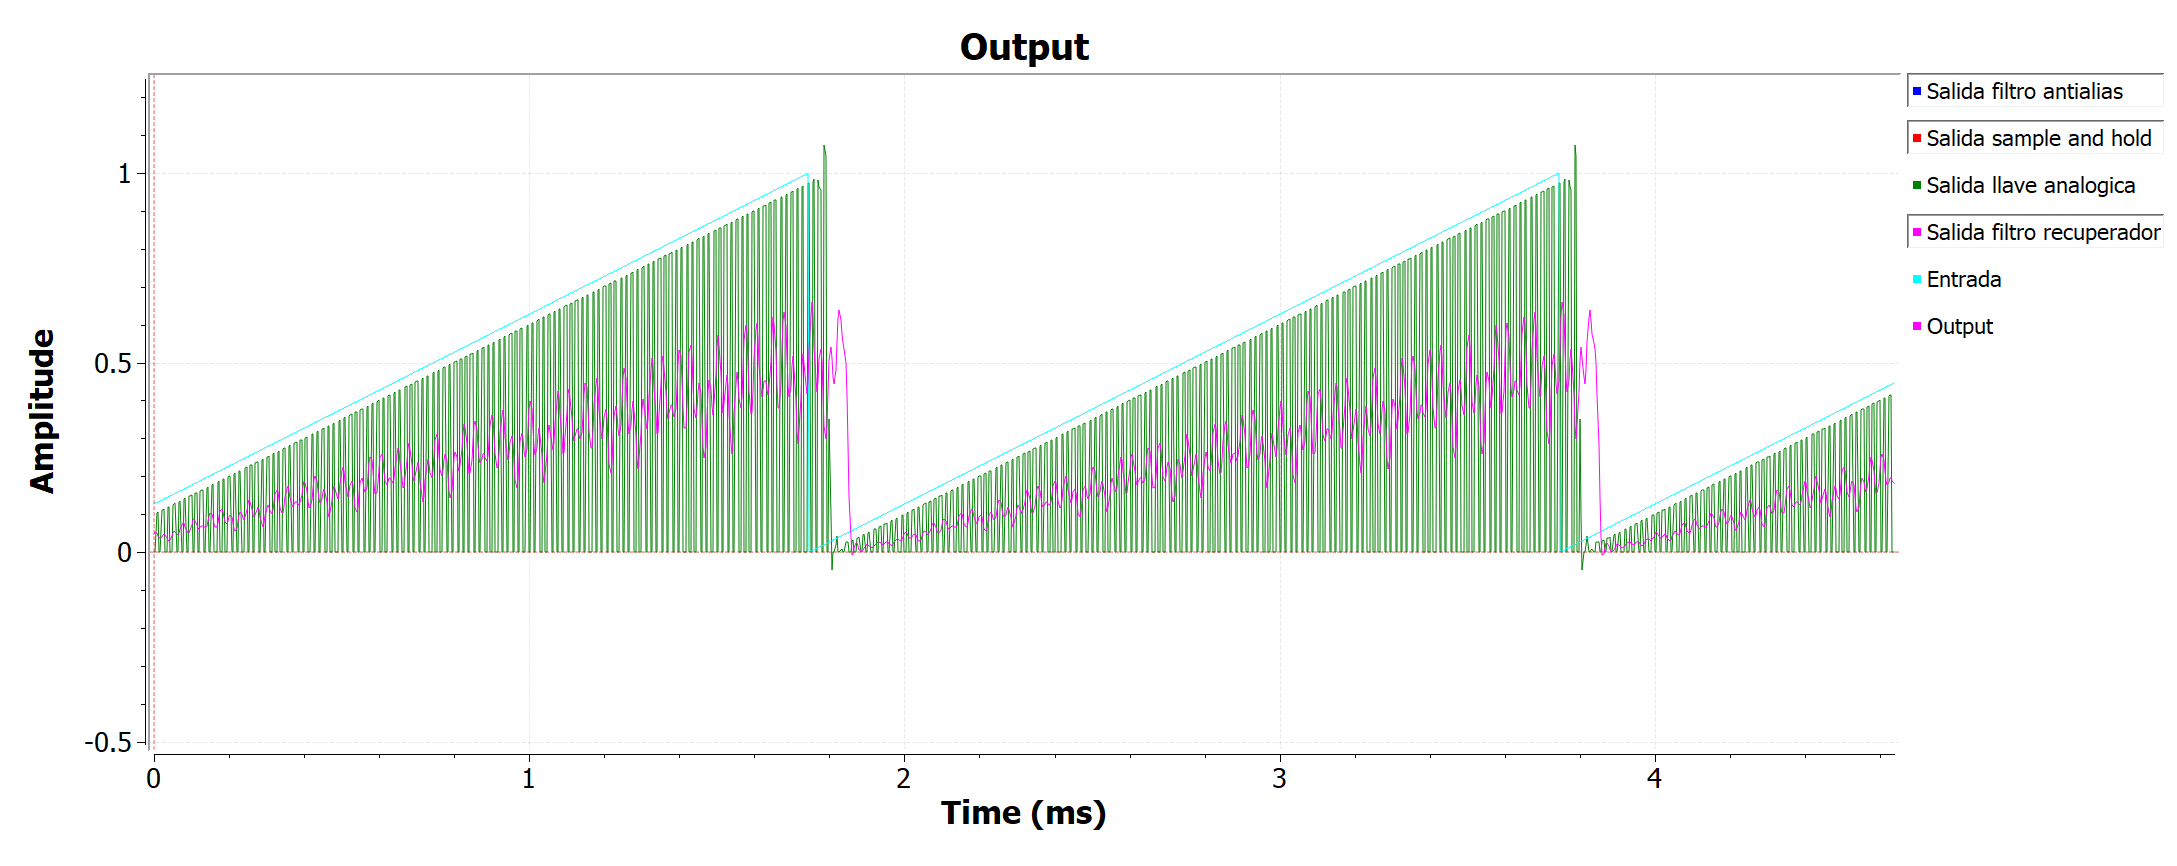 Output
Salida filtro antialias
Salida sample and hold
Salida llave analogica
Salida filtro recuperador
Entrada
Output
Amplitude
1
0.5
0
-0.5
0 1 2 3 4
Time (ms)